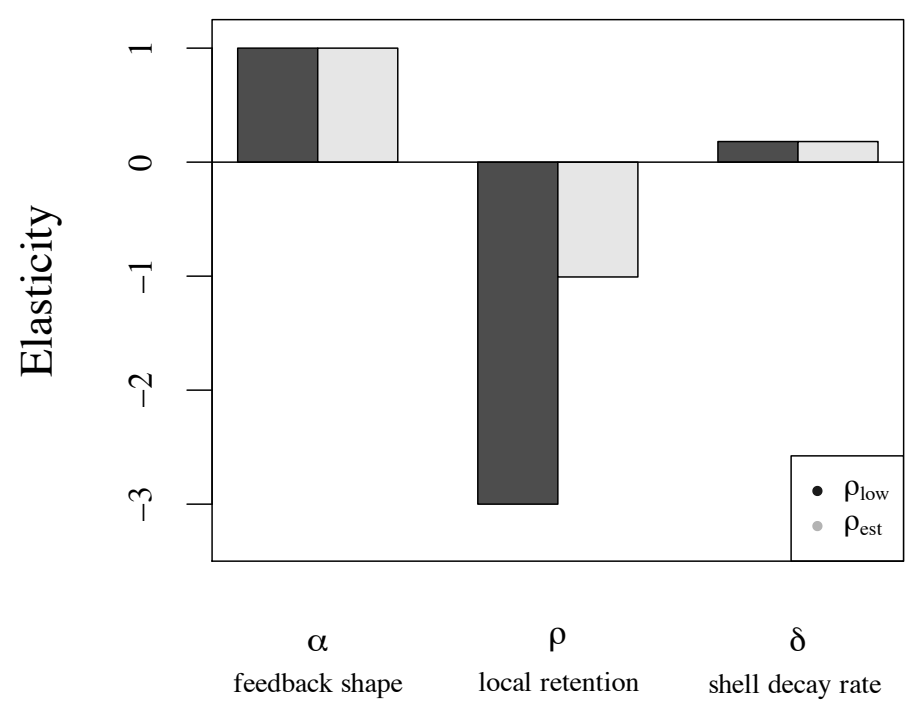 Elasticity
1
0
−1
−2
−3
ρlow
ρest
α ρ δ
feedback shape local retention shell decay rate